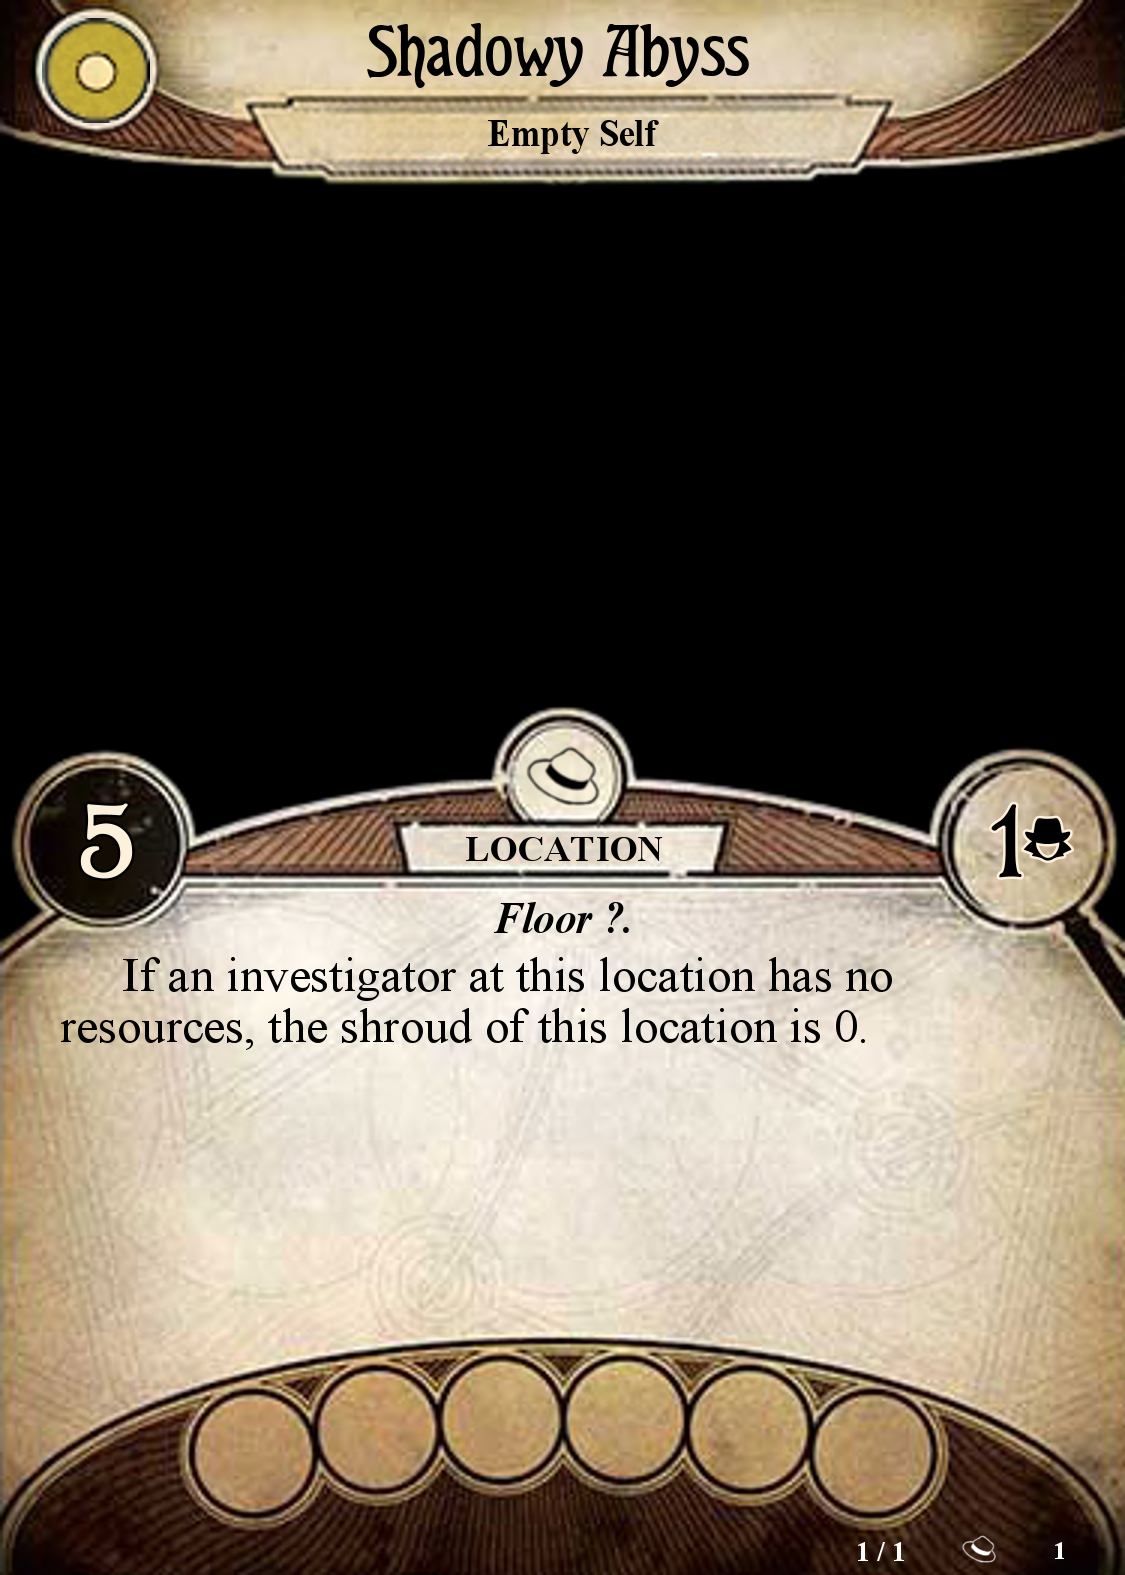 Shadowy Abyss
Empty Self
5
LOCATION
1
Floor ?.
If an investigator at this location has no
resources, the shroud of this location is 0.
1 / 1
1